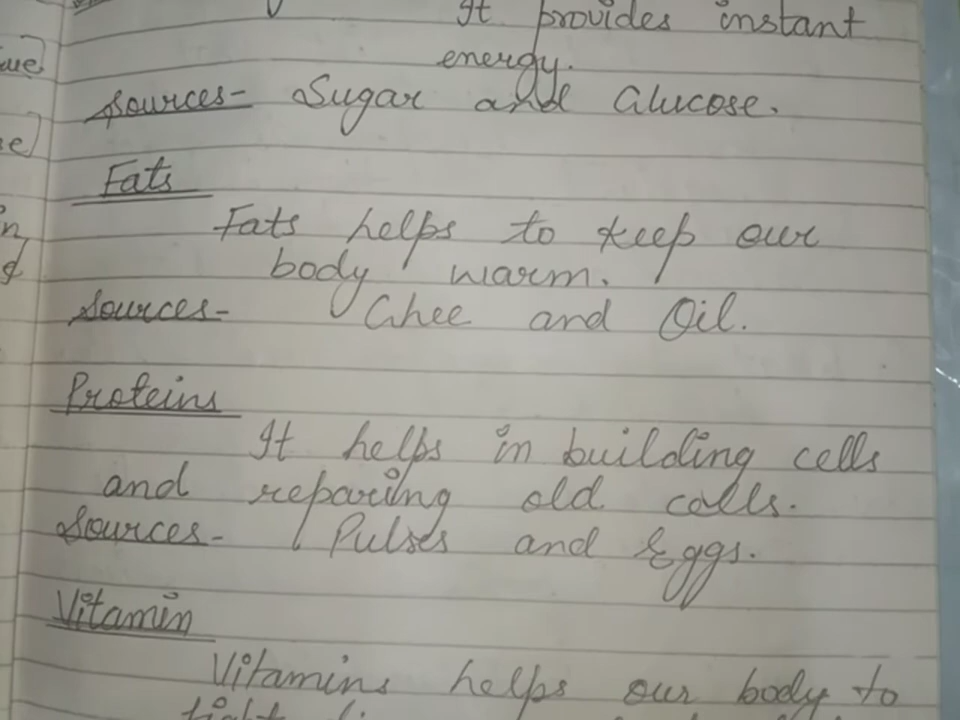 It provides instant
energy.
Sources- Sugar and Glucose.
Fats
Fats helps to keep our
body warm.
Sources- Ghee and Oil.
Proteins
It helps in building cells
and reparing old cells.
Sources- Pulses and Eggs.
Vitamin
Vitamins helps our body to